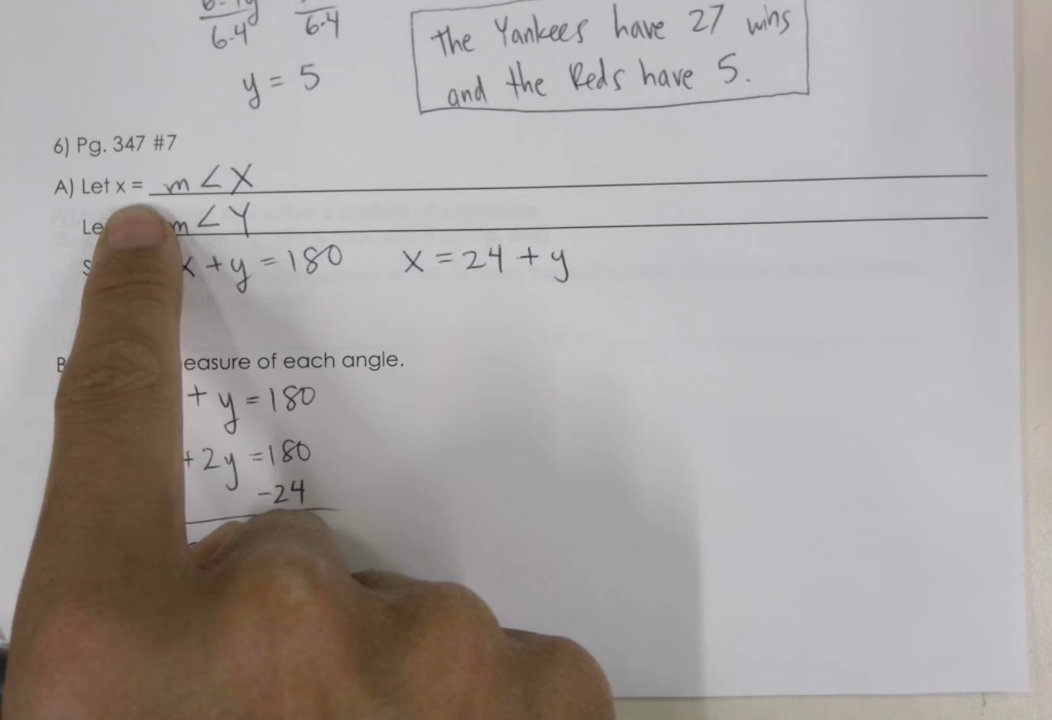 6.4 6.4
y = 5
The Yankees have 27 wins
and the Reds have 5.
6) Pg. 347 #7
A) Let x = m∠X
m∠Y
x + y = 180 x = 24 + y
easure of each angle.
+ y = 180
+ 2y = 180
-24